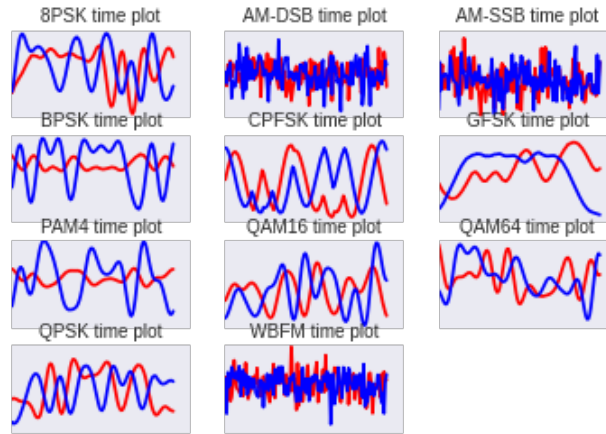 8PSK time plot AM-DSB time plot AM-SSB time plot
BPSK time plot CPFSK time plot GFSK time plot
PAM4 time plot QAM16 time plot QAM64 time plot
QPSK time plot WBFM time plot